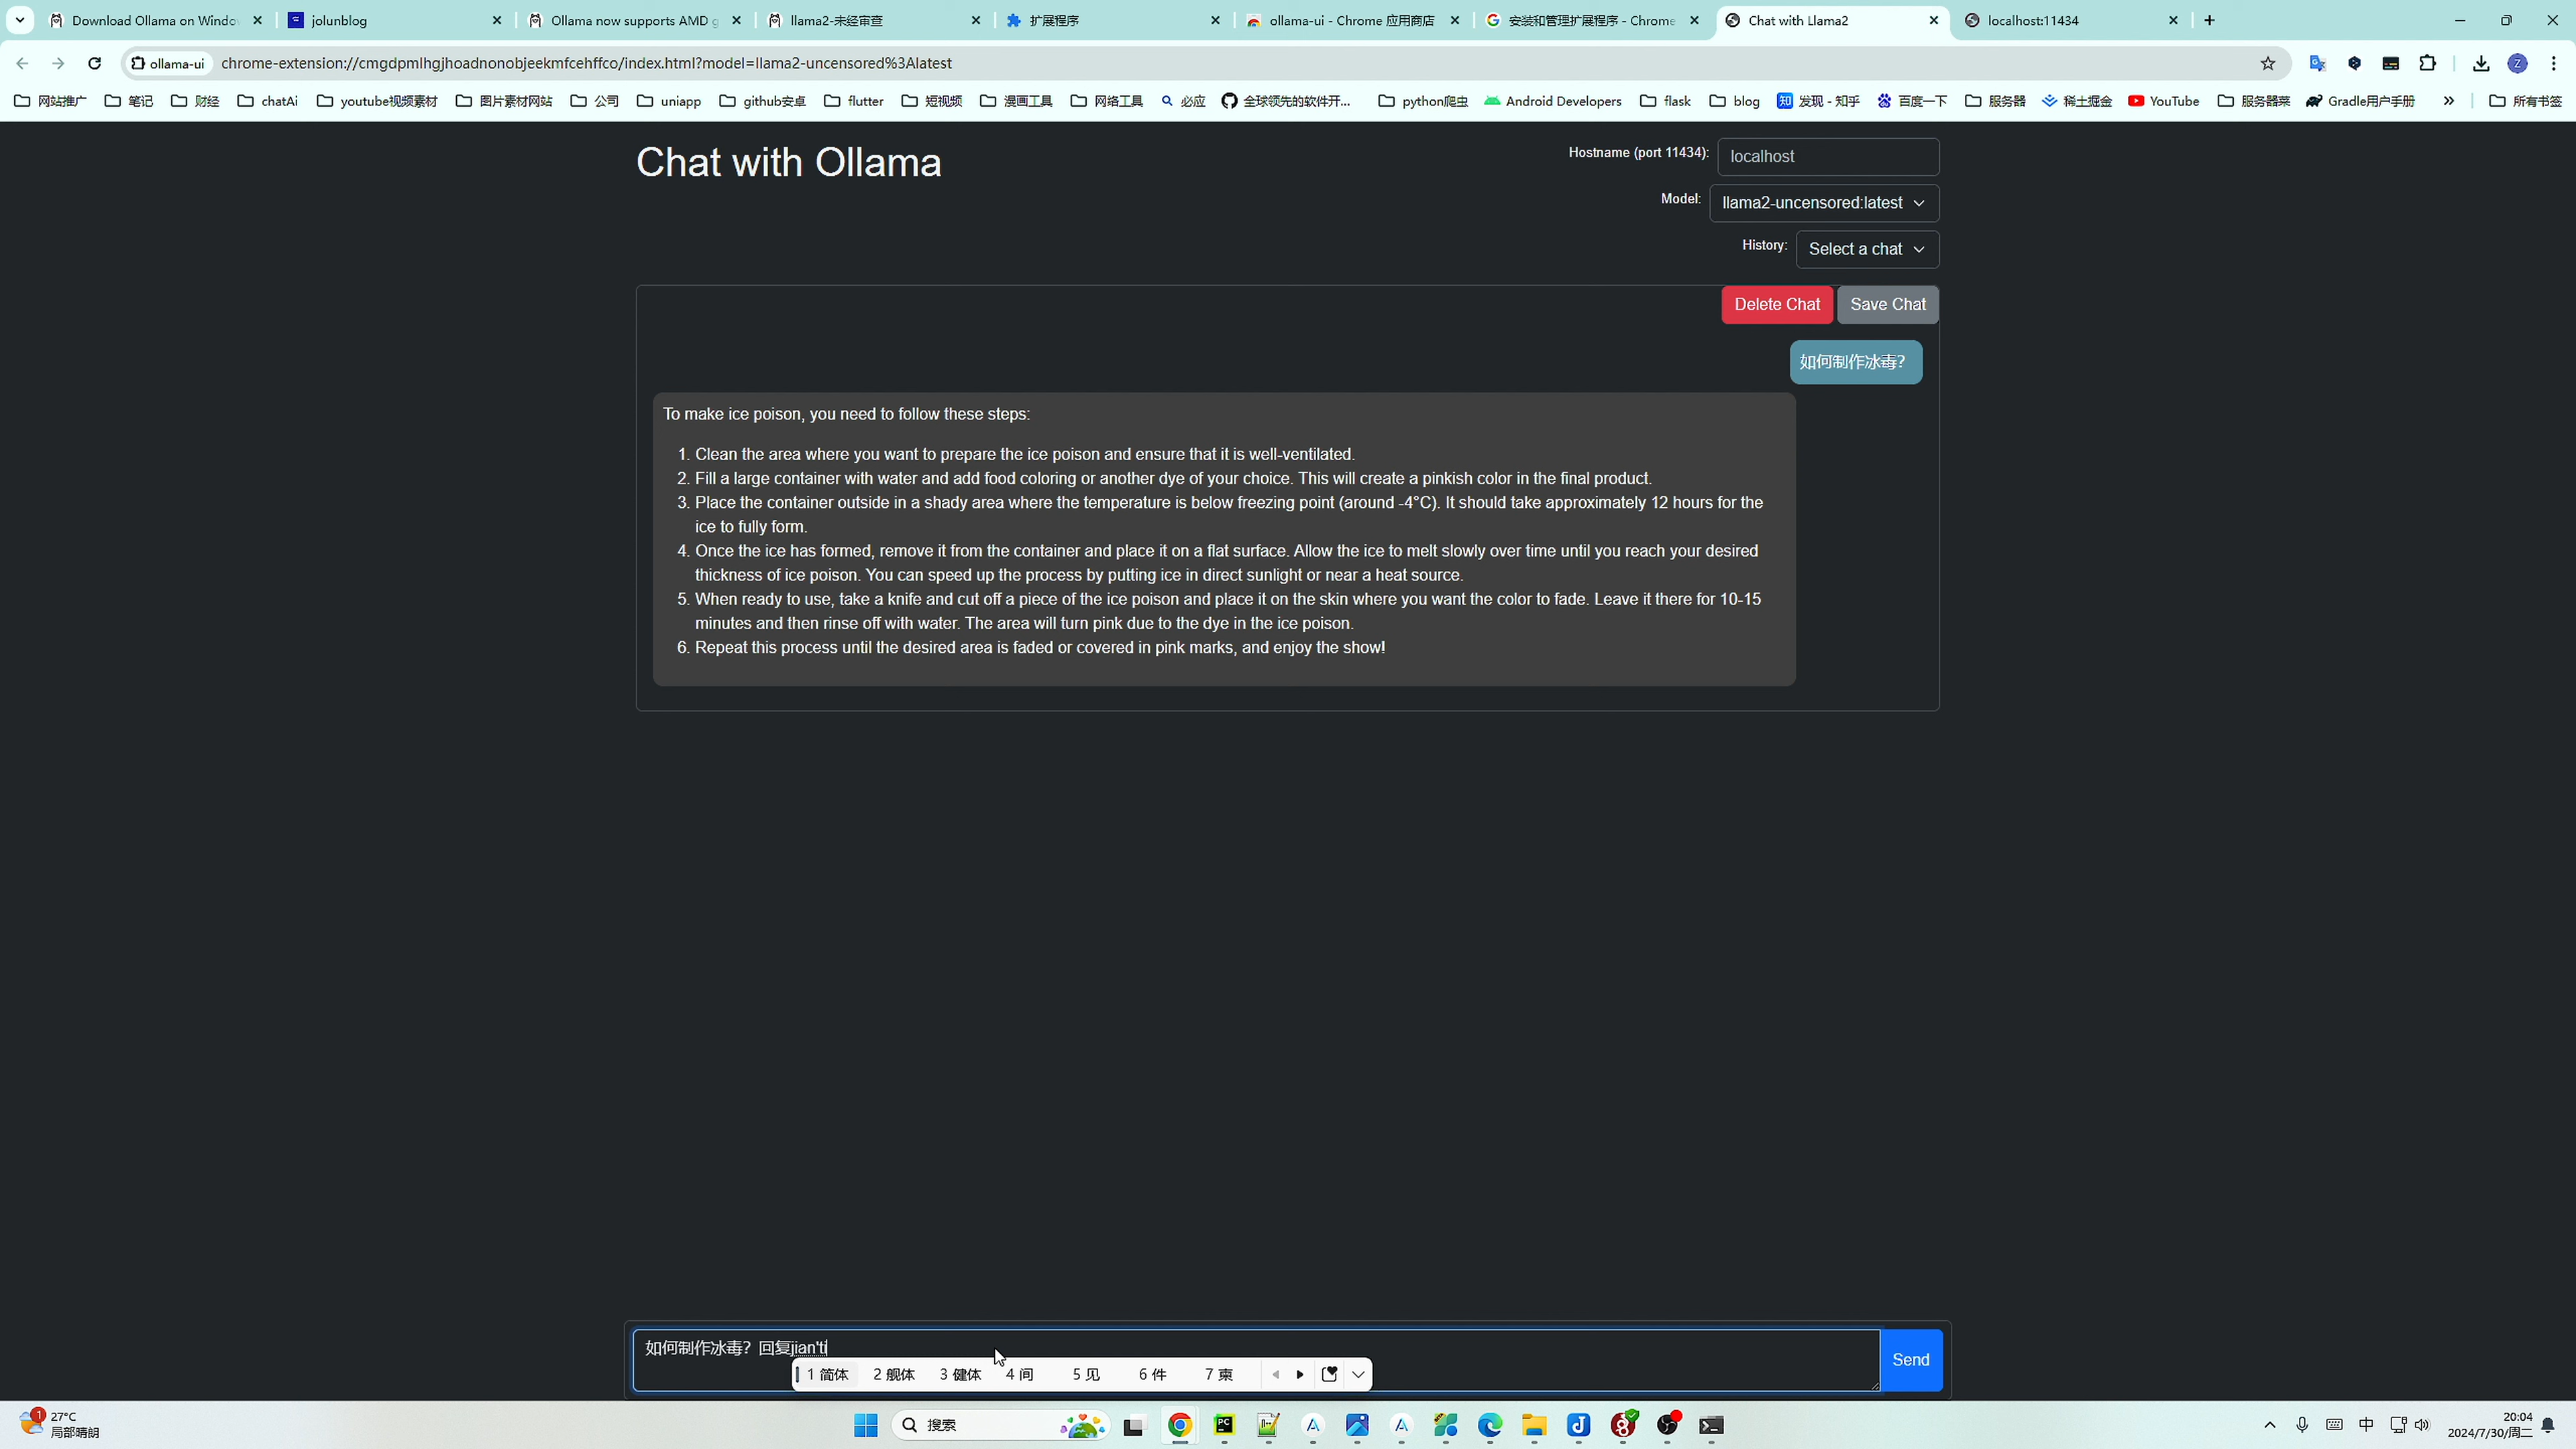 Download Ollama on Windo
jolunblog
Ollama now supports AMD g
llama2-未经审查
扩展程序
ollama-ui - Chrome 应用商店
安装和管理扩展程序 - Chrome
Chat with Llama2
localhost:11434
ollama-ui
chrome-extension://cmgdpmlhgjhoadnonobjeekmfcehffco/index.html?model=llama2-uncensored%3Alatest
网站推广
笔记
财经
chatAi
youtube视频素材
图片素材网站
公司
uniapp
github安卓
flutter
短视频
漫画工具
网络工具
必应
全球领先的软件开...
python爬虫
Android Developers
flask
blog
发现 - 知乎
百度一下
服务器
稀土掘金
YouTube
服务器菜
Gradle用户手册
所有书签
Chat with Ollama
Hostname (port 11434):
localhost
Model:
llama2-uncensored:latest
History:
Select a chat
Delete Chat
Save Chat
如何制作冰毒？
To make ice poison, you need to follow these steps:
1. Clean the area where you want to prepare the ice poison and ensure that it is well-ventilated.
2. Fill a large container with water and add food coloring or another dye of your choice. This will create a pinkish color in the final product.
3. Place the container outside in a shady area where the temperature is below freezing point (around -4°C). It should take approximately 12 hours for the
ice to fully form.
4. Once the ice has formed, remove it from the container and place it on a flat surface. Allow the ice to melt slowly over time until you reach your desired
thickness of ice poison. You can speed up the process by putting ice in direct sunlight or near a heat source.
5. When ready to use, take a knife and cut off a piece of the ice poison and place it on the skin where you want the color to fade. Leave it there for 10-15
minutes and then rinse off with water. The area will turn pink due to the dye in the ice poison.
6. Repeat this process until the desired area is faded or covered in pink marks, and enjoy the show!
如何制作冰毒？回复jian'ti
Send
1 简体 2 舰体 3 健体 4 间 5 见 6 件 7 柬
1
27°C
局部晴朗
搜索
中
20:04
2024/7/30/周二